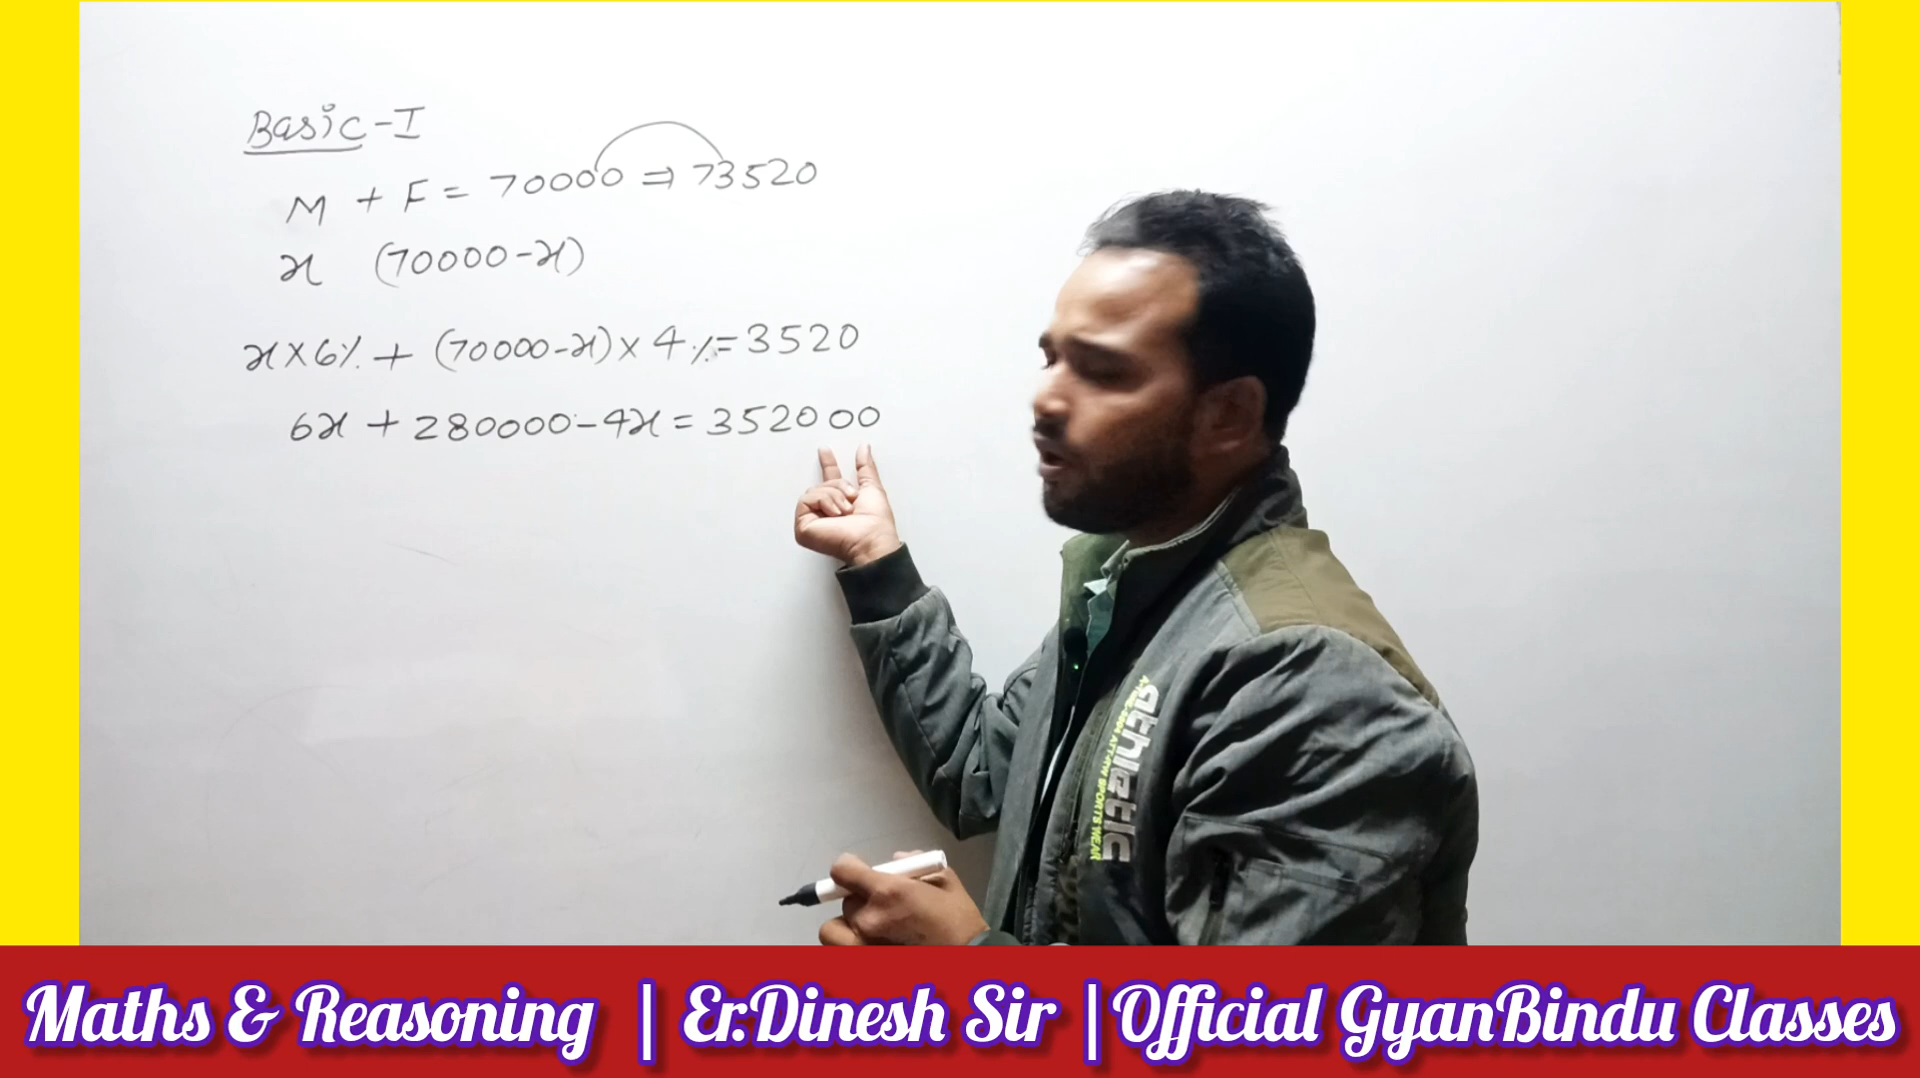 Basic-I
M + F = 70000 ⇒ 73520
x (70000-x)
x×6% + (70000-x)×4%=3520
6x + 280000-4x = 352000
athletic
Maths & Reasoning | Er.Dinesh Sir |Official GyanBindu Classes